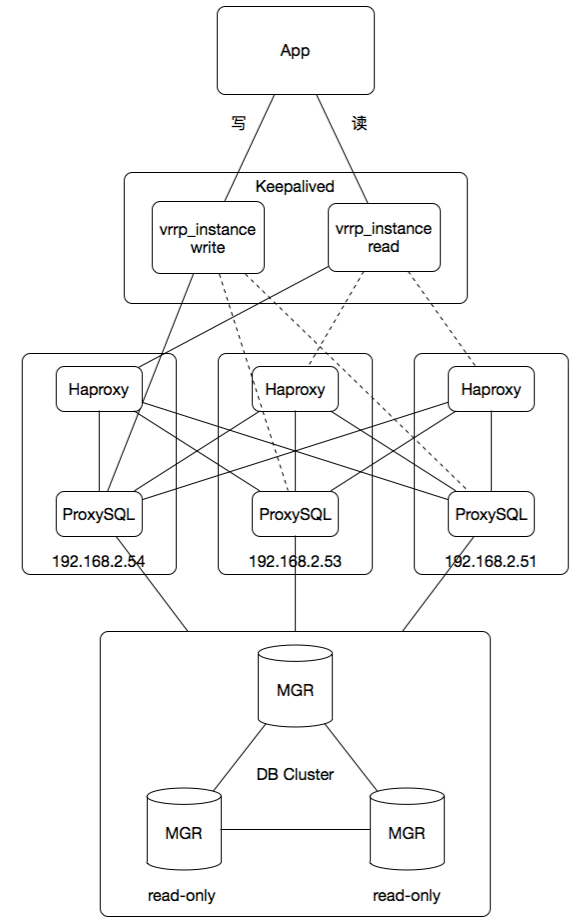 App
写
读
Keepalived
vrrp_instance
write
vrrp_instance
read
Haproxy
Haproxy
Haproxy
ProxySQL
ProxySQL
ProxySQL
192.168.2.54
192.168.2.53
192.168.2.51
MGR
DB Cluster
MGR
MGR
read-only
read-only